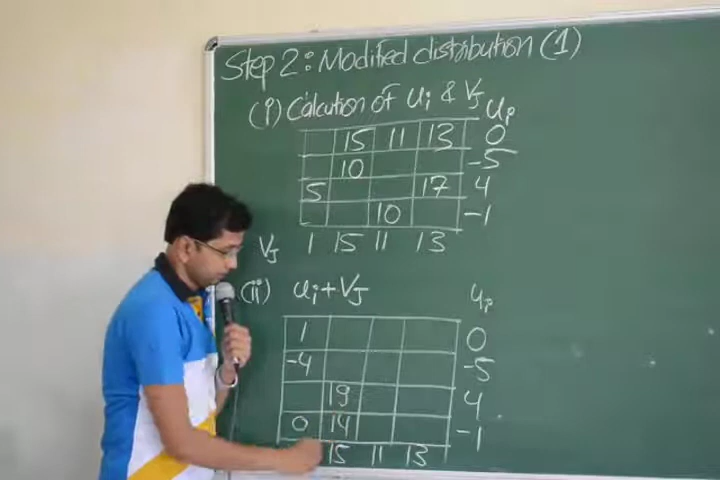 Step 2: Modified distribution (1)
(i) Calcution of ui & VJ
ui
15 11 13 0
10 -5
5 17 4
10 -1
VJ 1 15 11 13
(ii) ui + VJ
ui
1 0
-4 -5
19 4
0 14 -1
15 11 13